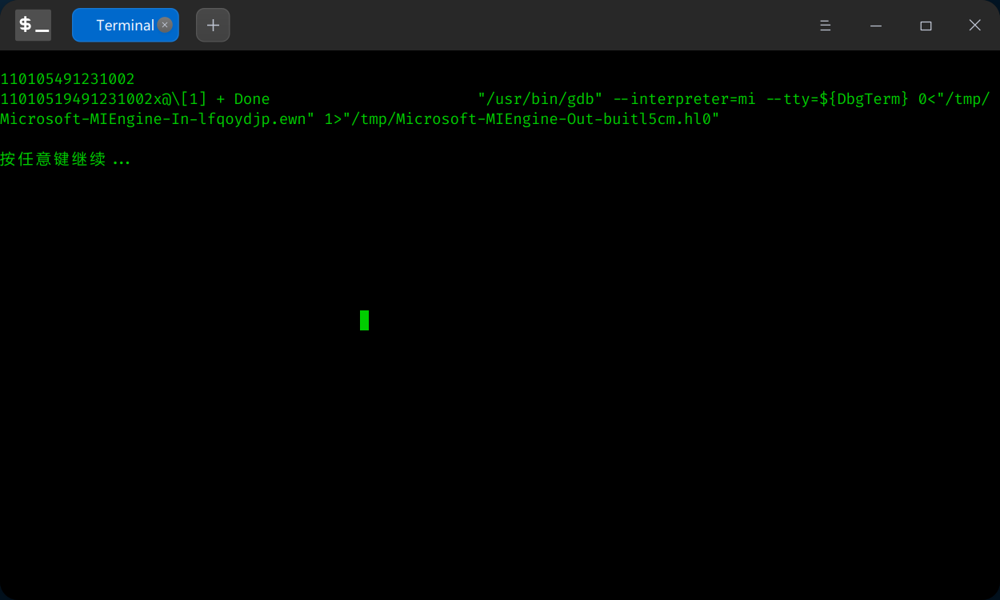 $ _
Terminal
110105491231002
11010519491231002x@\[1] + Done                       "/usr/bin/gdb" --interpreter=mi --tty=${DbgTerm} 0<"/tmp/
Microsoft-MIEngine-In-lfqoydjp.ewn" 1>"/tmp/Microsoft-MIEngine-Out-buitl5cm.hl0"
按任意键继续...